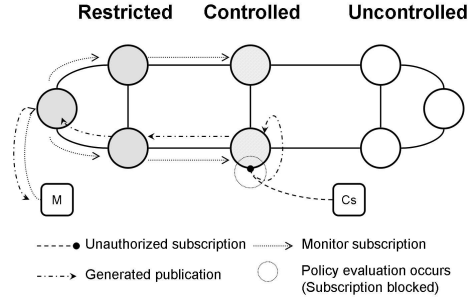 Restricted Controlled Uncontrolled
M
Cs
Unauthorized subscription
Monitor subscription
Generated publication
Policy evaluation occurs
(Subscription blocked)